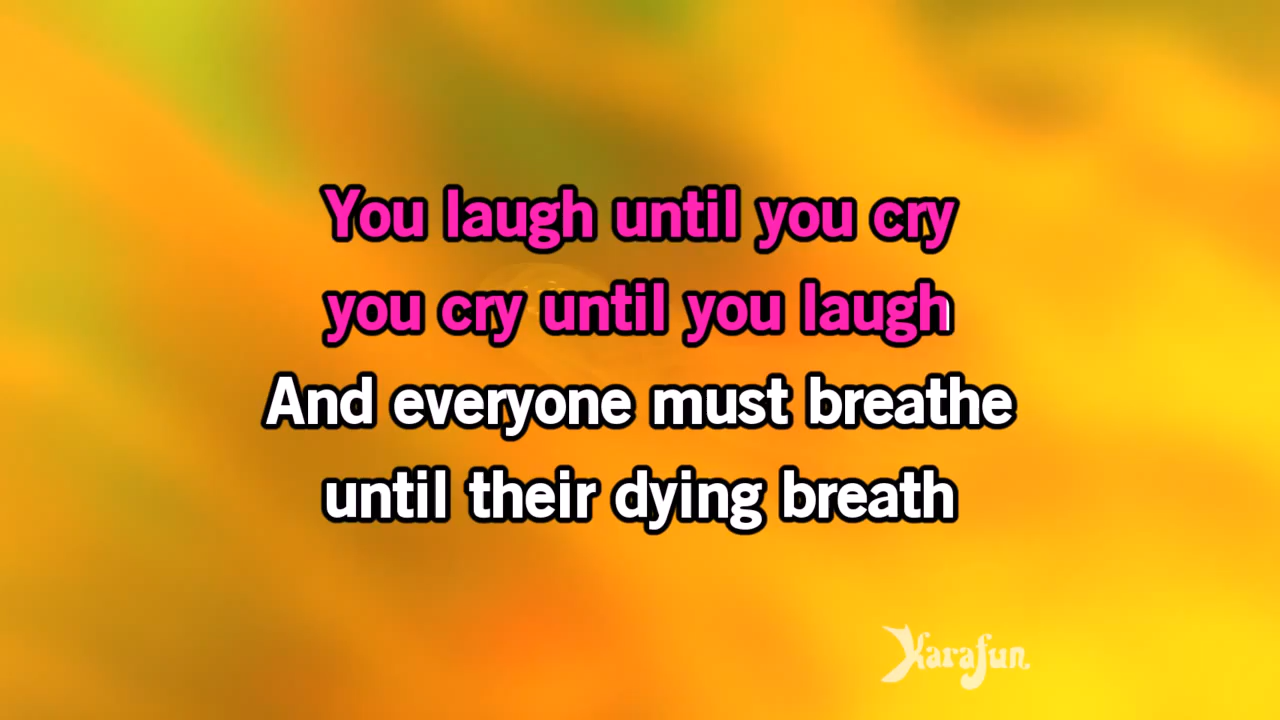 You laugh until you cry
you cry until you laugh
And everyone must breathe
until their dying breath
Karafun